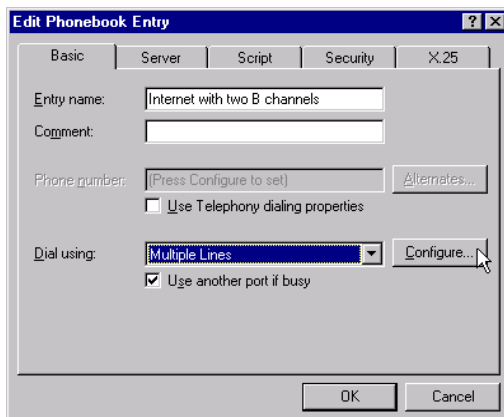 Edit Phonebook Entry
Basic Server Script Security X.25
Entry name: Internet with two B channels
Comment:
Phone number: (Press Configure to set) Alternates...
Use Telephony dialing properties
Dial using: Multiple Lines Configure...
Use another port if busy
OK Cancel